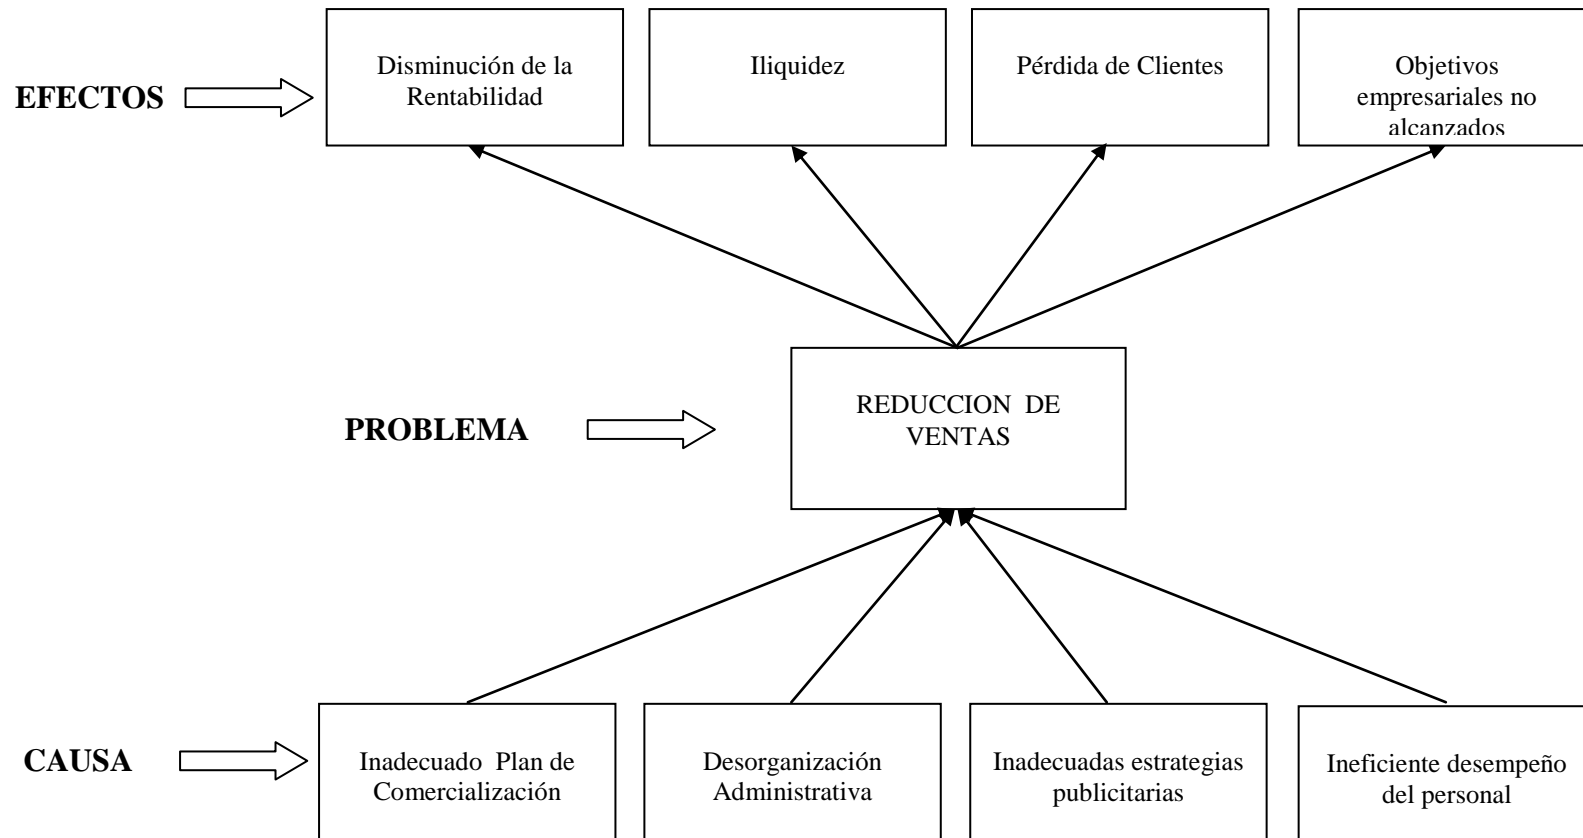 EFECTOS
Disminución de la
Rentabilidad
Iliquidez
Pérdida de Clientes
Objetivos
empresariales no
alcanzados
PROBLEMA
REDUCCION DE
VENTAS
CAUSA
Inadecuado Plan de
Comercialización
Desorganización
Administrativa
Inadecuadas estrategias
publicitarias
Ineficiente desempeño
del personal